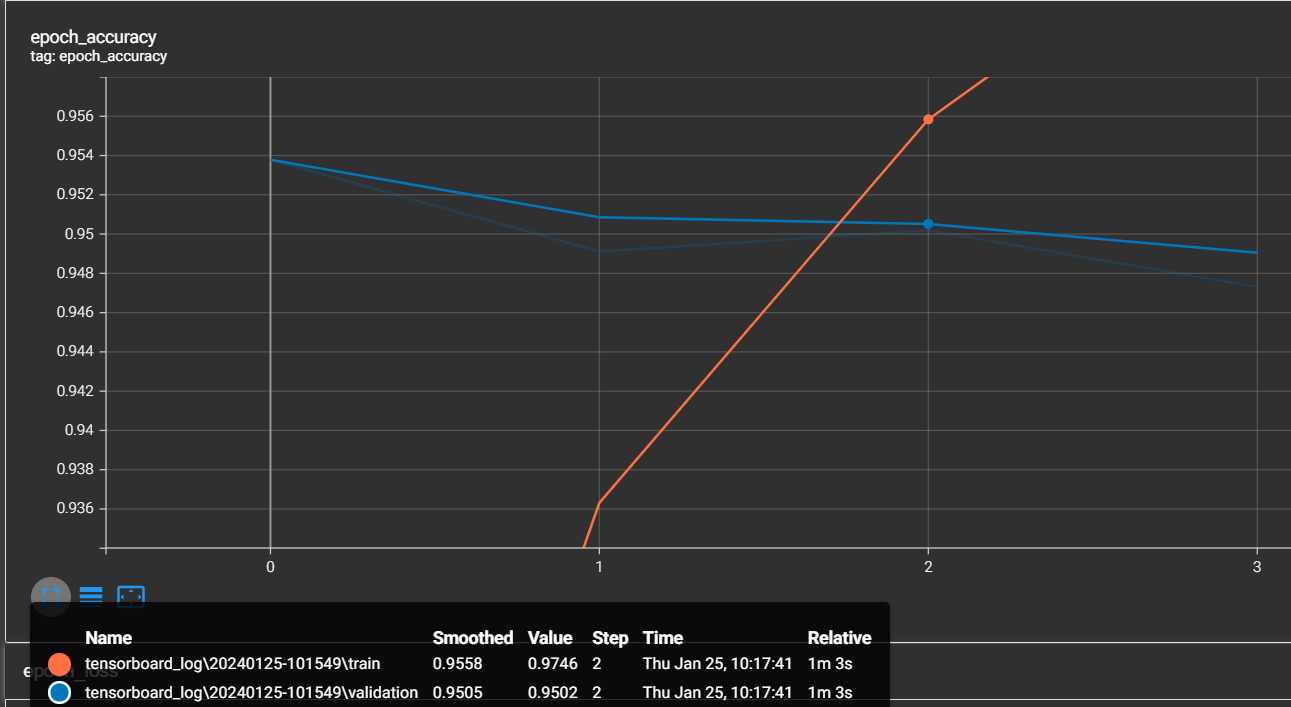 epoch_accuracy
tag: epoch_accuracy
0.956
0.954
0.952
0.95
0.948
0.946
0.944
0.942
0.94
0.938
0.936
0 1 2 3
Name Smoothed Value Step Time Relative
tensorboard_log\20240125-101549\train 0.9558 0.9746 2 Thu Jan 25, 10:17:41 1m 3s
epoch_loss
tensorboard_log\20240125-101549\validation 0.9505 0.9502 2 Thu Jan 25, 10:17:41 1m 3s